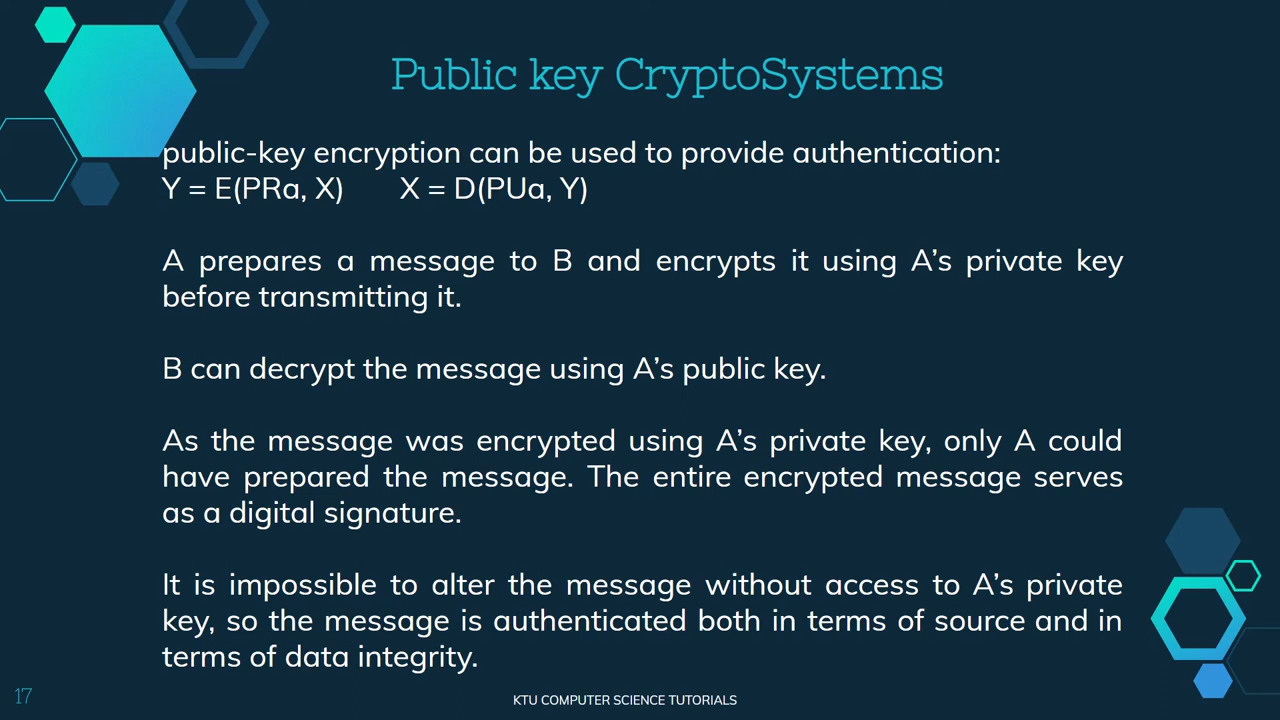 Public key CryptoSystems
public-key encryption can be used to provide authentication:
Y = E(PRa, X)       X = D(PUa, Y)
A prepares a message to B and encrypts it using A’s private key
before transmitting it.
B can decrypt the message using A’s public key.
As the message was encrypted using A’s private key, only A could
have prepared the message. The entire encrypted message serves
as a digital signature.
It is impossible to alter the message without access to A’s private
key, so the message is authenticated both in terms of source and in
terms of data integrity.
17
KTU COMPUTER SCIENCE TUTORIALS